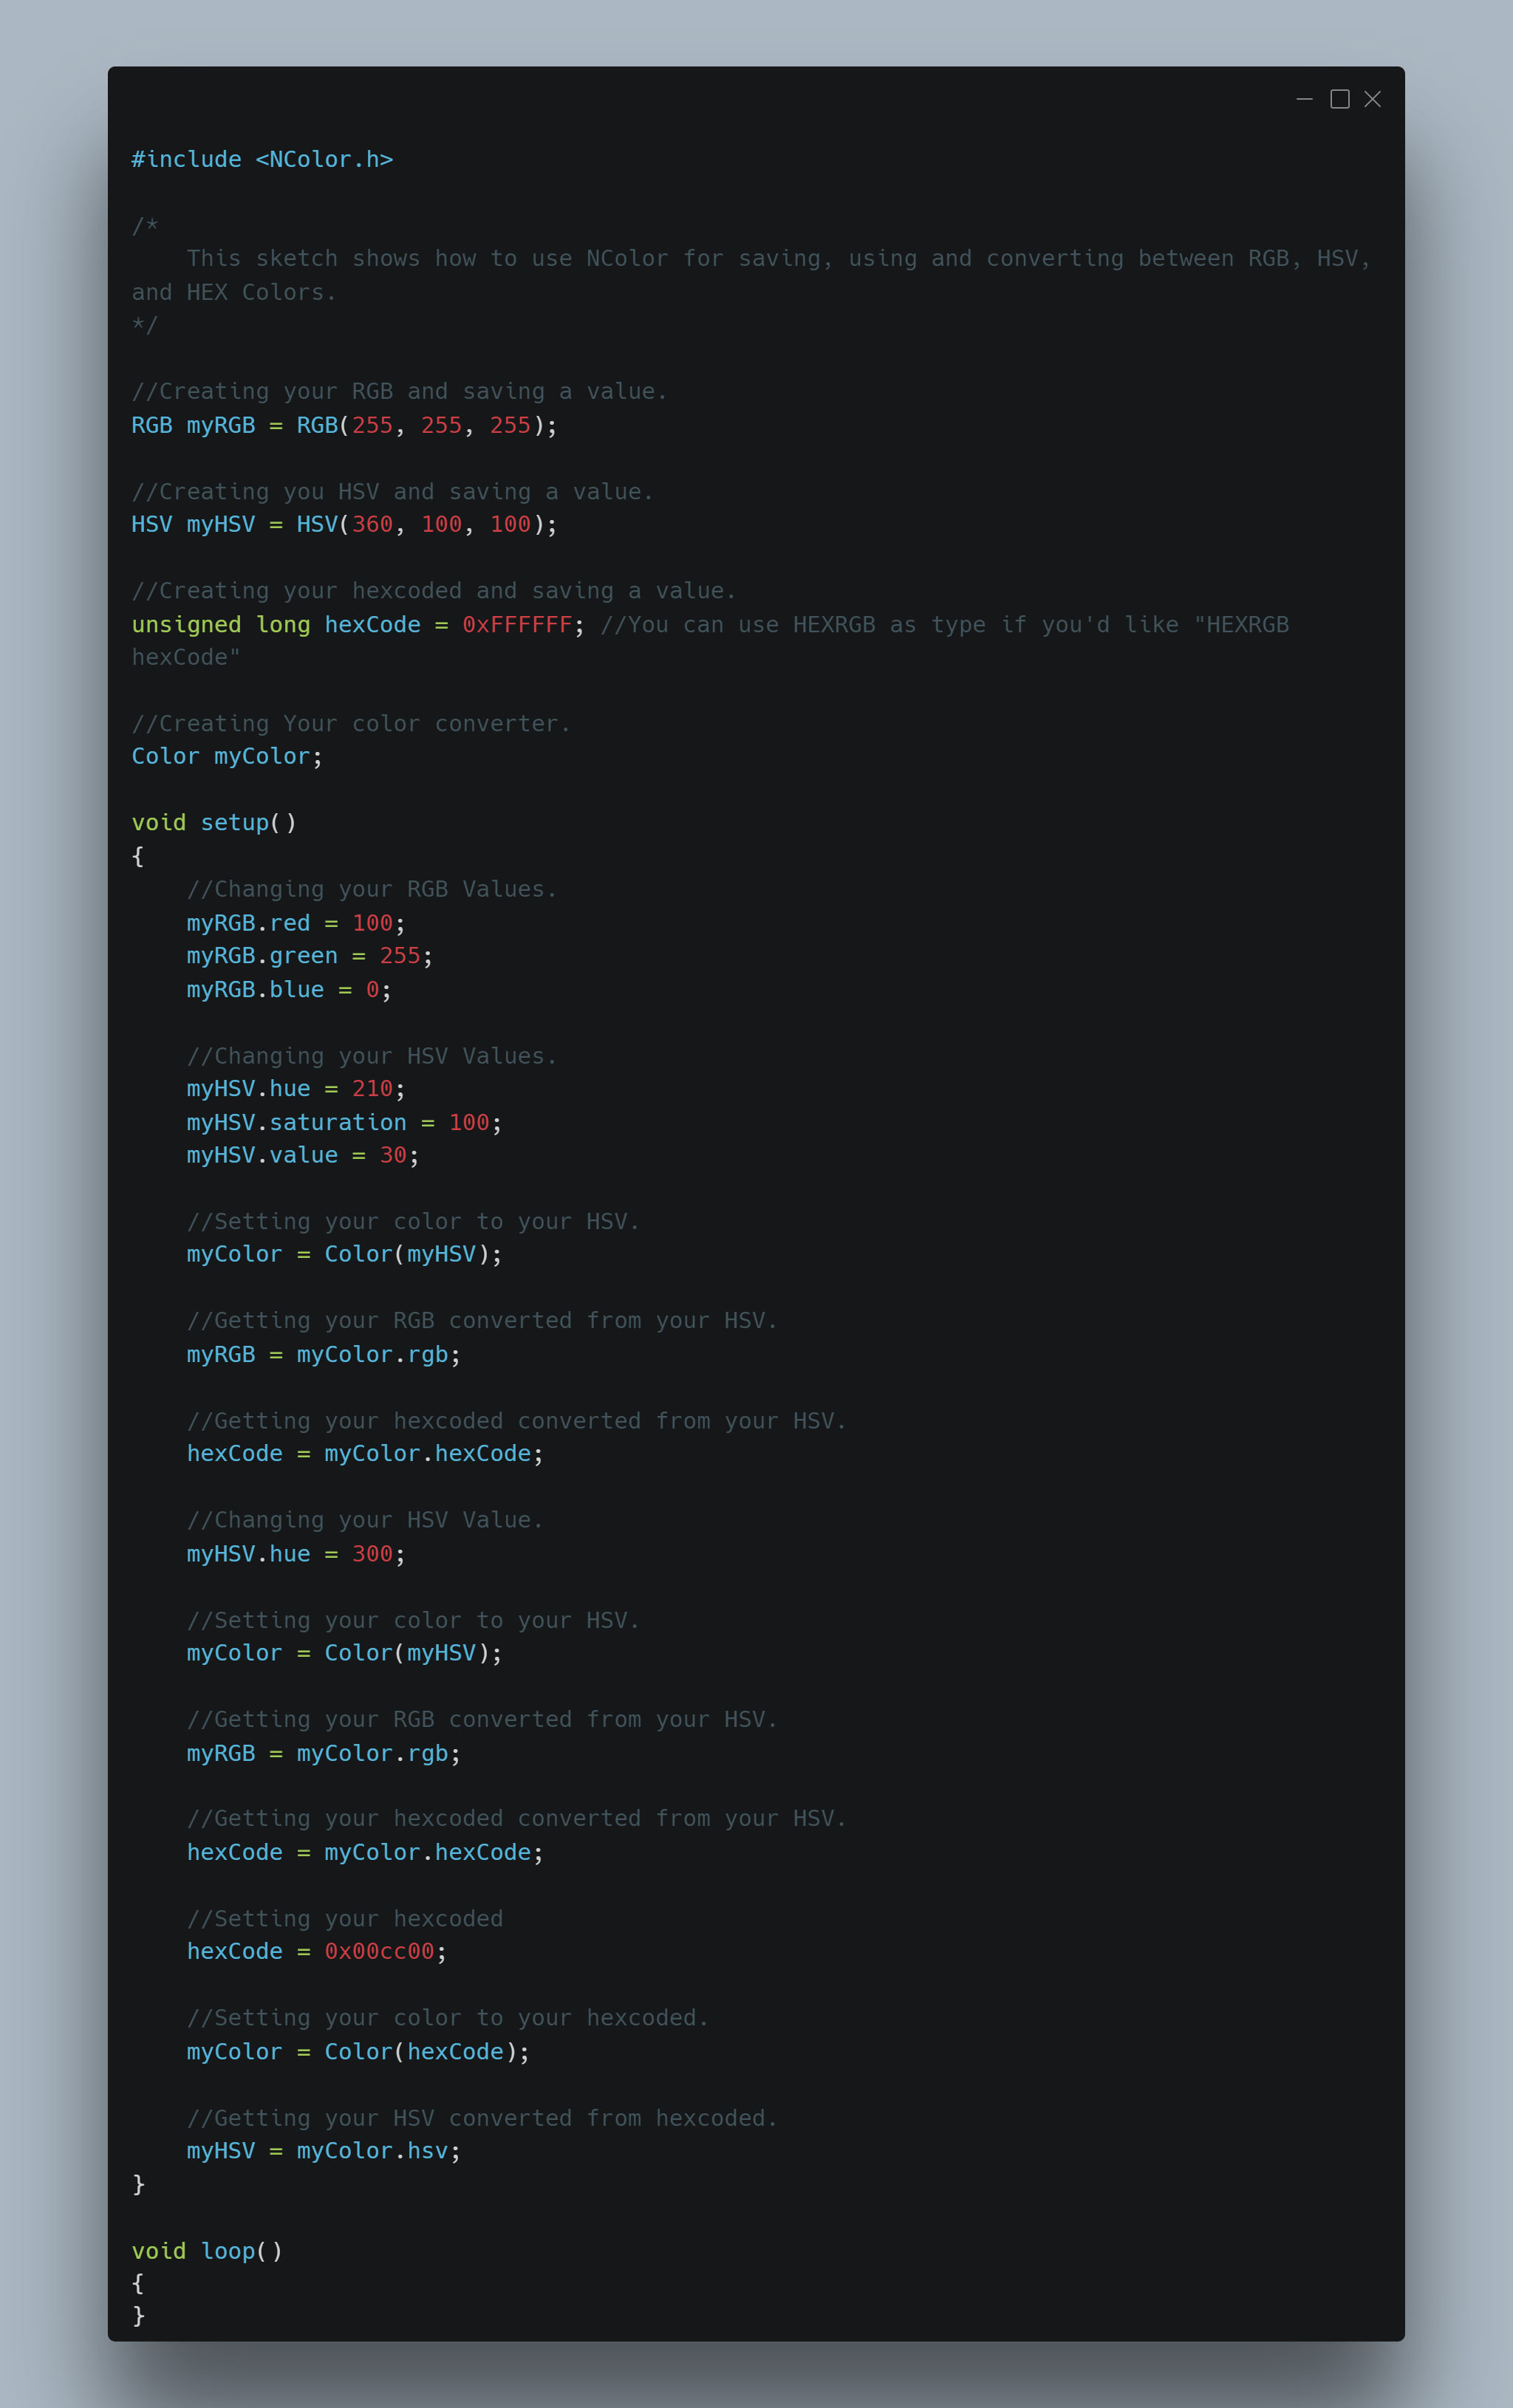 #include <NColor.h>
/*
    This sketch shows how to use NColor for saving, using and converting between RGB, HSV,
and HEX Colors.
*/
//Creating your RGB and saving a value.
RGB myRGB = RGB(255, 255, 255);
//Creating you HSV and saving a value.
HSV myHSV = HSV(360, 100, 100);
//Creating your hexcoded and saving a value.
unsigned long hexCode = 0xFFFFFF; //You can use HEXRGB as type if you'd like "HEXRGB
hexCode"
//Creating Your color converter.
Color myColor;
void setup()
{
    //Changing your RGB Values.
    myRGB.red = 100;
    myRGB.green = 255;
    myRGB.blue = 0;
    //Changing your HSV Values.
    myHSV.hue = 210;
    myHSV.saturation = 100;
    myHSV.value = 30;
    //Setting your color to your HSV.
    myColor = Color(myHSV);
    //Getting your RGB converted from your HSV.
    myRGB = myColor.rgb;
    //Getting your hexcoded converted from your HSV.
    hexCode = myColor.hexCode;
    //Changing your HSV Value.
    myHSV.hue = 300;
    //Setting your color to your HSV.
    myColor = Color(myHSV);
    //Getting your RGB converted from your HSV.
    myRGB = myColor.rgb;
    //Getting your hexcoded converted from your HSV.
    hexCode = myColor.hexCode;
    //Setting your hexcoded
    hexCode = 0x00cc00;
    //Setting your color to your hexcoded.
    myColor = Color(hexCode);
    //Getting your HSV converted from hexcoded.
    myHSV = myColor.hsv;
}
void loop()
{
}